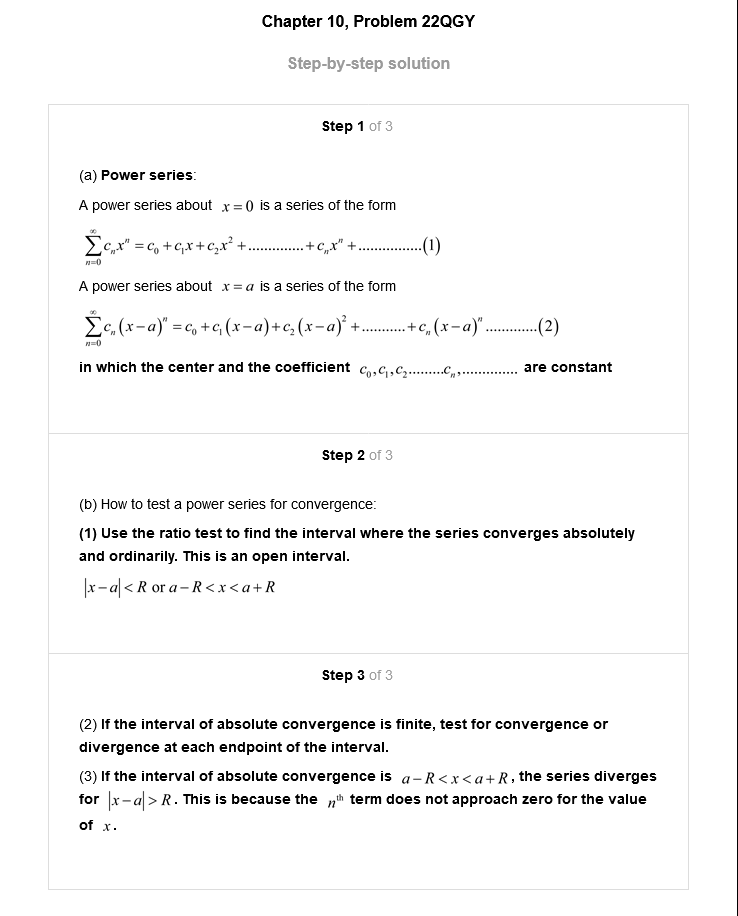 Chapter 10, Problem 22QGY
Step-by-step solution
Step 1 of 3
(a) Power series:
A power series about x = 0 is a series of the form
∑_{n=0}^{∞} c_n x^n = c_0 + c_1 x + c_2 x^2 + .............. + c_n x^n + ................(1)
A power series about x = a is a series of the form
∑_{n=0}^{∞} c_n (x − a)^n = c_0 + c_1 (x − a) + c_2 (x − a)^2 + ........... + c_n (x − a)^n .............(2)
in which the center and the coefficient c_0, c_1, c_2.........c_n,.............. are constant
Step 2 of 3
(b) How to test a power series for convergence:
(1) Use the ratio test to find the interval where the series converges absolutely
and ordinarily. This is an open interval.
|x − a| < R or a − R < x < a + R
Step 3 of 3
(2) If the interval of absolute convergence is finite, test for convergence or
divergence at each endpoint of the interval.
(3) If the interval of absolute convergence is a − R < x < a + R, the series diverges
for |x − a| > R. This is because the n^th term does not approach zero for the value
of x.